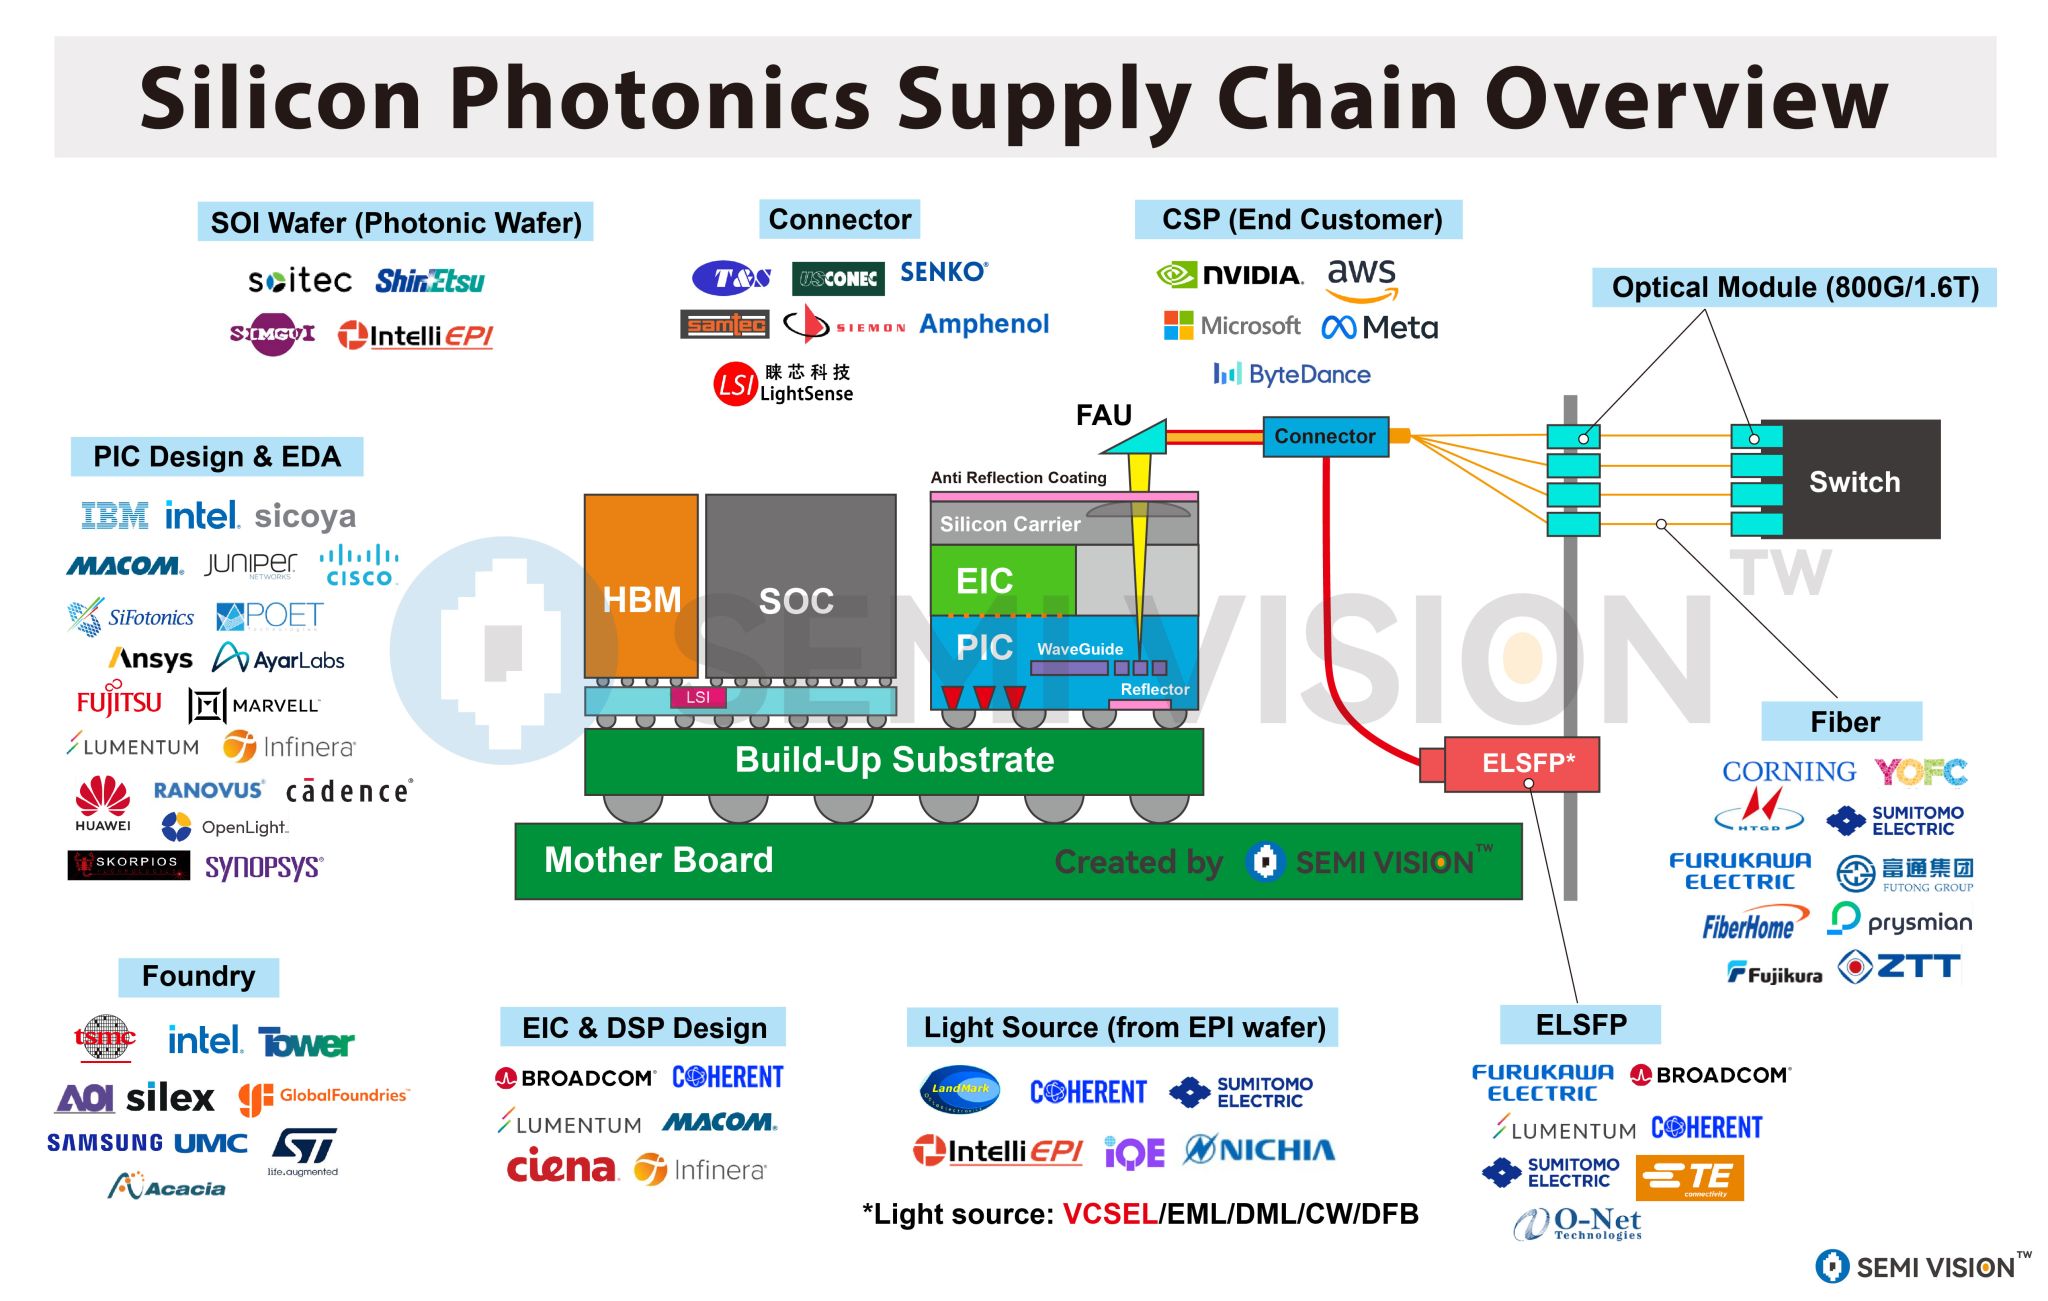 Silicon Photonics Supply Chain Overview
SOI Wafer (Photonic Wafer)
soitec
ShinEtsu
SIMGUI
IntelliEPI
Connector
T&S
USCONEC
SENKO
samtec
SIEMON
Amphenol
LSI
睐芯科技
LightSense
CSP (End Customer)
NVIDIA.
aws
Microsoft
Meta
ByteDance
Optical Module (800G/1.6T)
PIC Design & EDA
IBM
intel.
sicoya
MACOM
JUNIPER
NETWORKS
CISCO
SiFotonics
POET
Ansys
AyarLabs
FUJITSU
MARVELL
LUMENTUM
Infinera
HUAWEI
RANOVUS
cādence
OpenLight
SKORPIOS
SYNOPSYS
FAU
Connector
Anti Reflection Coating
Silicon Carrier
EIC
PIC
WaveGuide
Reflector
HBM
SOC
LSI
Build-Up Substrate
Mother Board
Created by SEMI VISION TW
SEMI VISION TW
Switch
ELSFP*
Fiber
CORNING
YOFC
HTGD
SUMITOMO
ELECTRIC
FURUKAWA
ELECTRIC
富通集团
FUTONG GROUP
FiberHome
prysmian
Fujikura
ZTT
Foundry
tsmc
intel.
Tower
AOI
silex
GF
GlobalFoundries
SAMSUNG
UMC
ST
life.augmented
Acacia
EIC & DSP Design
BROADCOM
COHERENT
LUMENTUM
MACOM
ciena
Infinera
Light Source (from EPI wafer)
LandMark
COHERENT
SUMITOMO
ELECTRIC
IntelliEPI
iQE
NICHIA
*Light source: VCSEL/EML/DML/CW/DFB
ELSFP
FURUKAWA
ELECTRIC
BROADCOM
LUMENTUM
COHERENT
SUMITOMO
ELECTRIC
TE
connectivity
O-Net
Technologies
SEMI VISION TW